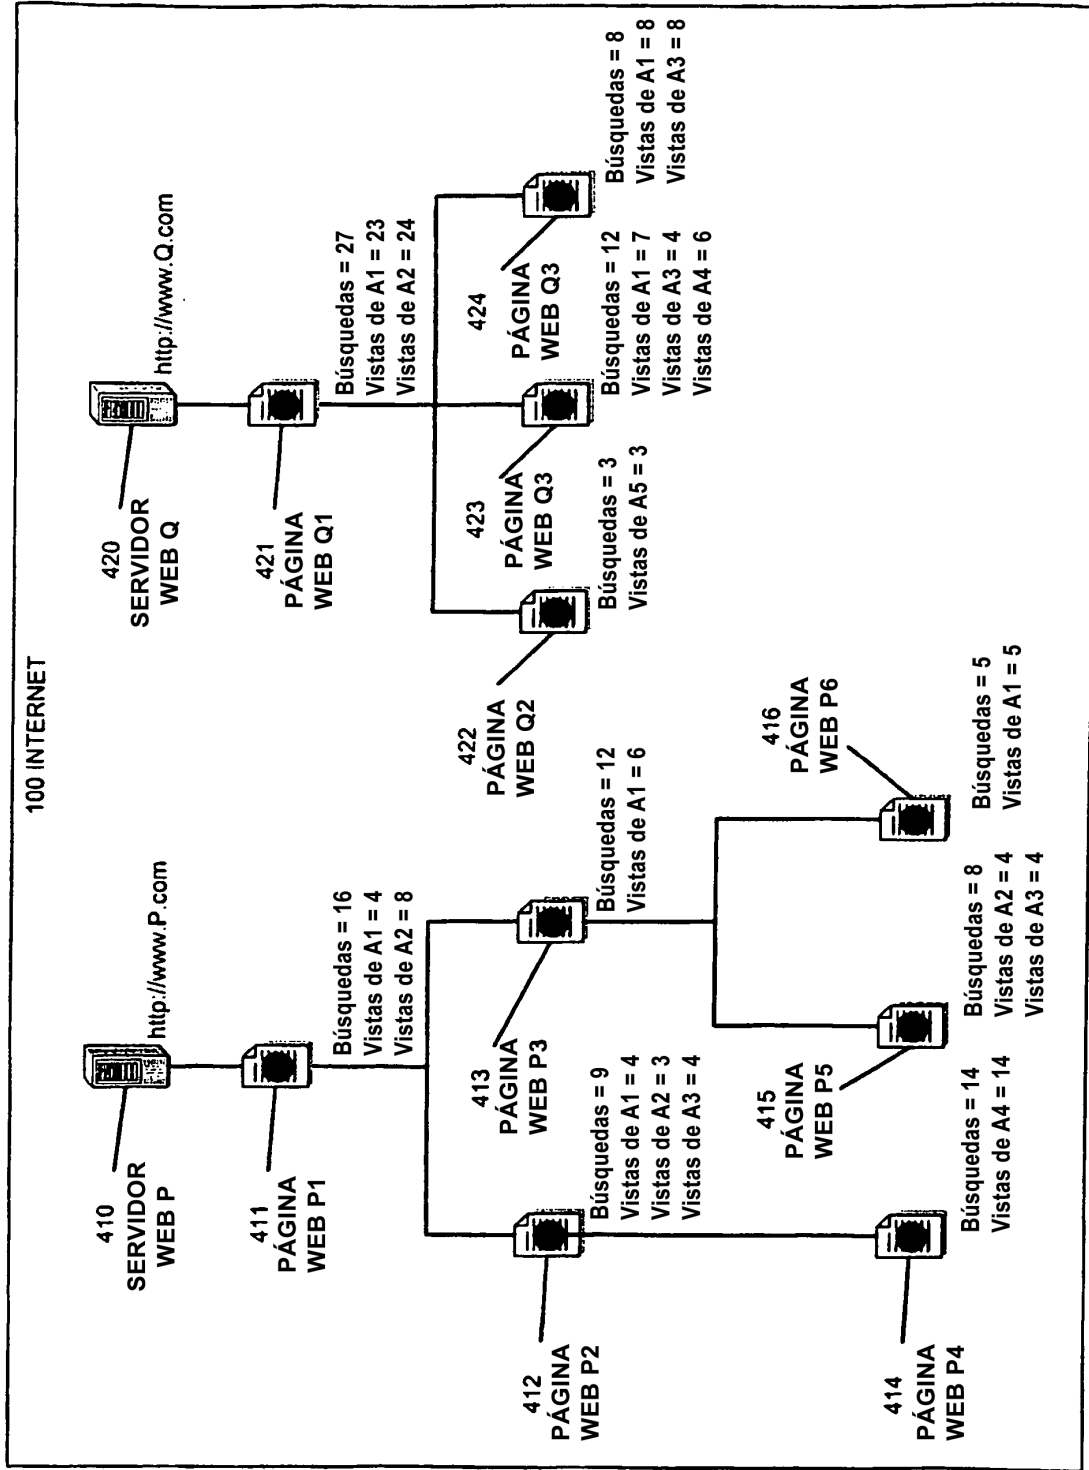 100 INTERNET
410
SERVIDOR
WEB P
http://www.P.com
411
PÁGINA
WEB P1
Búsquedas = 16
Vistas de A1 = 4
Vistas de A2 = 8
412
PÁGINA
WEB P2
Búsquedas = 9
Vistas de A1 = 4
Vistas de A2 = 3
Vistas de A3 = 4
413
PÁGINA
WEB P3
Búsquedas = 12
Vistas de A1 = 6
414
PÁGINA
WEB P4
Búsquedas = 14
Vistas de A4 = 14
415
PÁGINA
WEB P5
Búsquedas = 8
Vistas de A2 = 4
Vistas de A3 = 4
416
PÁGINA
WEB P6
Búsquedas = 5
Vistas de A1 = 5
420
SERVIDOR
WEB Q
http://www.Q.com
421
PÁGINA
WEB Q1
Búsquedas = 27
Vistas de A1 = 23
Vistas de A2 = 24
422
PÁGINA
WEB Q2
Búsquedas = 3
Vistas de A5 = 3
423
PÁGINA
WEB Q3
Búsquedas = 12
Vistas de A1 = 7
Vistas de A3 = 4
Vistas de A4 = 6
424
PÁGINA
WEB Q3
Búsquedas = 8
Vistas de A1 = 8
Vistas de A3 = 8